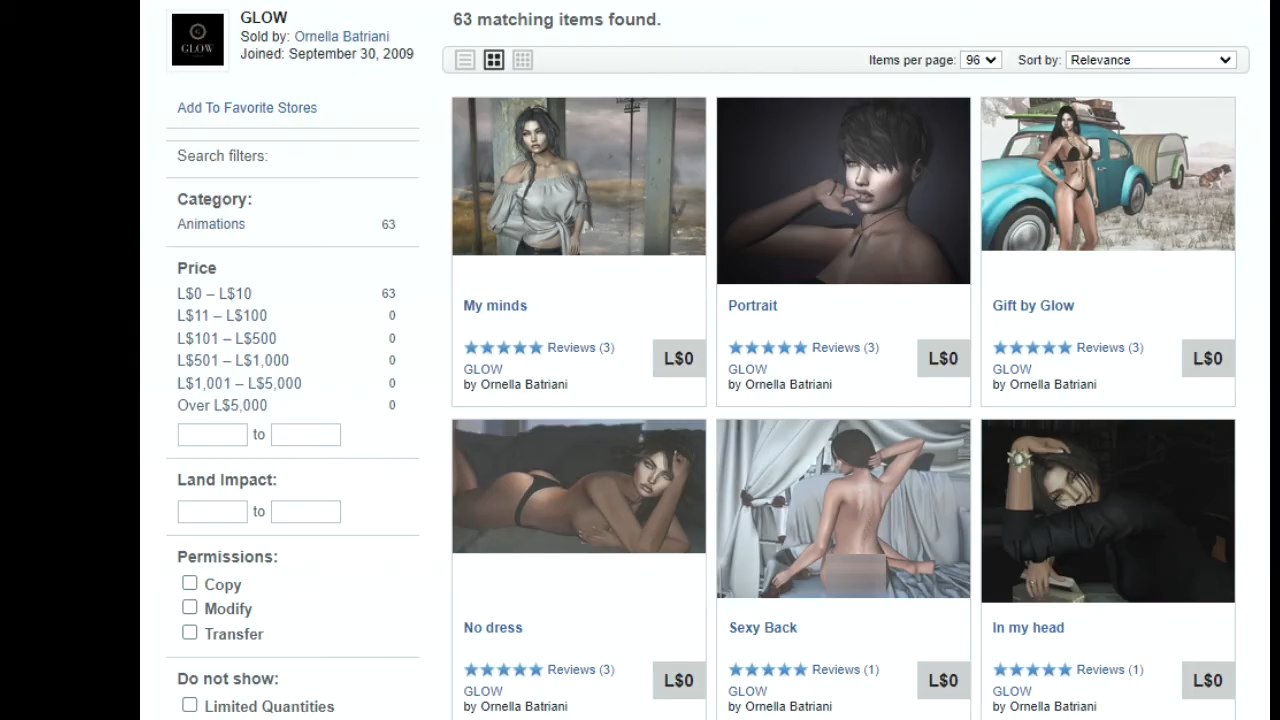 GLOW
GLOW
Sold by: Ornella Batriani
Joined: September 30, 2009
Add To Favorite Stores
Search filters:
Category:
Animations 63
Price
L$0 – L$10 63
L$11 – L$100 0
L$101 – L$500 0
L$501 – L$1,000 0
L$1,001 – L$5,000 0
Over L$5,000 0
to
Land Impact:
to
Permissions:
Copy
Modify
Transfer
Do not show:
Limited Quantities
63 matching items found.
Items per page: 96 Sort by: Relevance
My minds
Reviews (3)
L$0
GLOW
by Ornella Batriani
Portrait
Reviews (3)
L$0
GLOW
by Ornella Batriani
Gift by Glow
Reviews (3)
L$0
GLOW
by Ornella Batriani
No dress
Reviews (3)
L$0
GLOW
by Ornella Batriani
Sexy Back
Reviews (1)
L$0
GLOW
by Ornella Batriani
In my head
Reviews (1)
L$0
GLOW
by Ornella Batriani